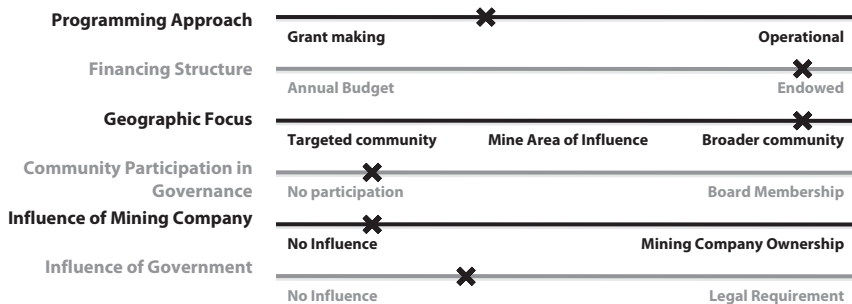 Programming Approach
Grant making Operational
Financing Structure
Annual Budget Endowed
Geographic Focus
Targeted community Mine Area of Influence Broader community
Community Participation in
Governance
No participation Board Membership
Influence of Mining Company
No Influence Mining Company Ownership
Influence of Government
No Influence Legal Requirement